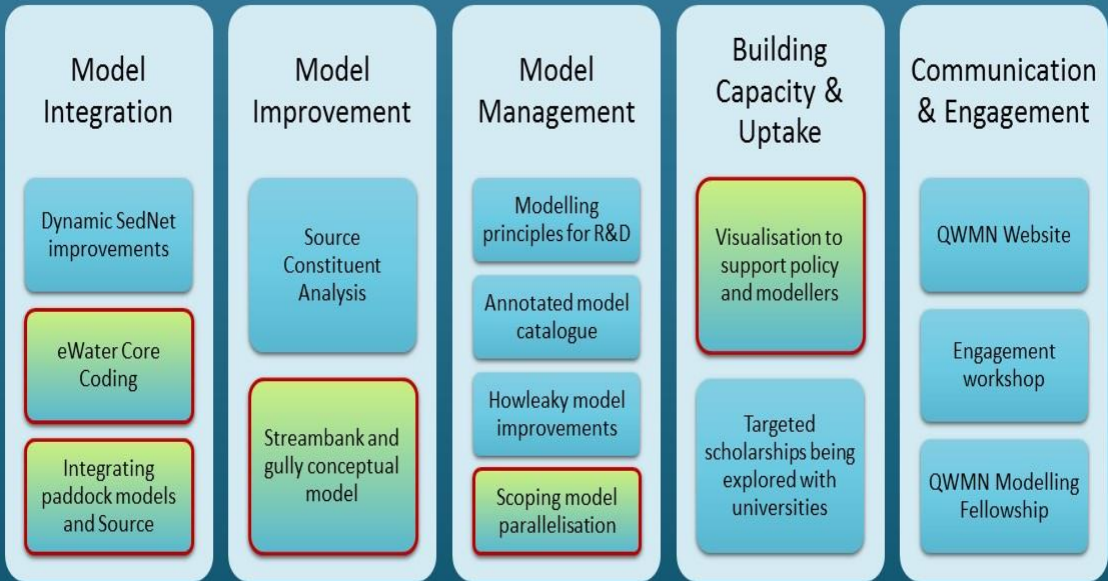 Model
Integration
Dynamic SedNet
improvements
eWater Core
Coding
Integrating
paddock models
and Source
Model
Improvement
Source
Constituent
Analysis
Streambank and
gully conceptual
model
Model
Management
Modelling
principles for R&D
Annotated model
catalogue
Howleaky model
improvements
Scoping model
parallelisation
Building
Capacity &
Uptake
Visualisation to
support policy
and modellers
Targeted
scholarships being
explored with
universities
Communication
& Engagement
QWMN Website
Engagement
workshop
QWMN Modelling
Fellowship